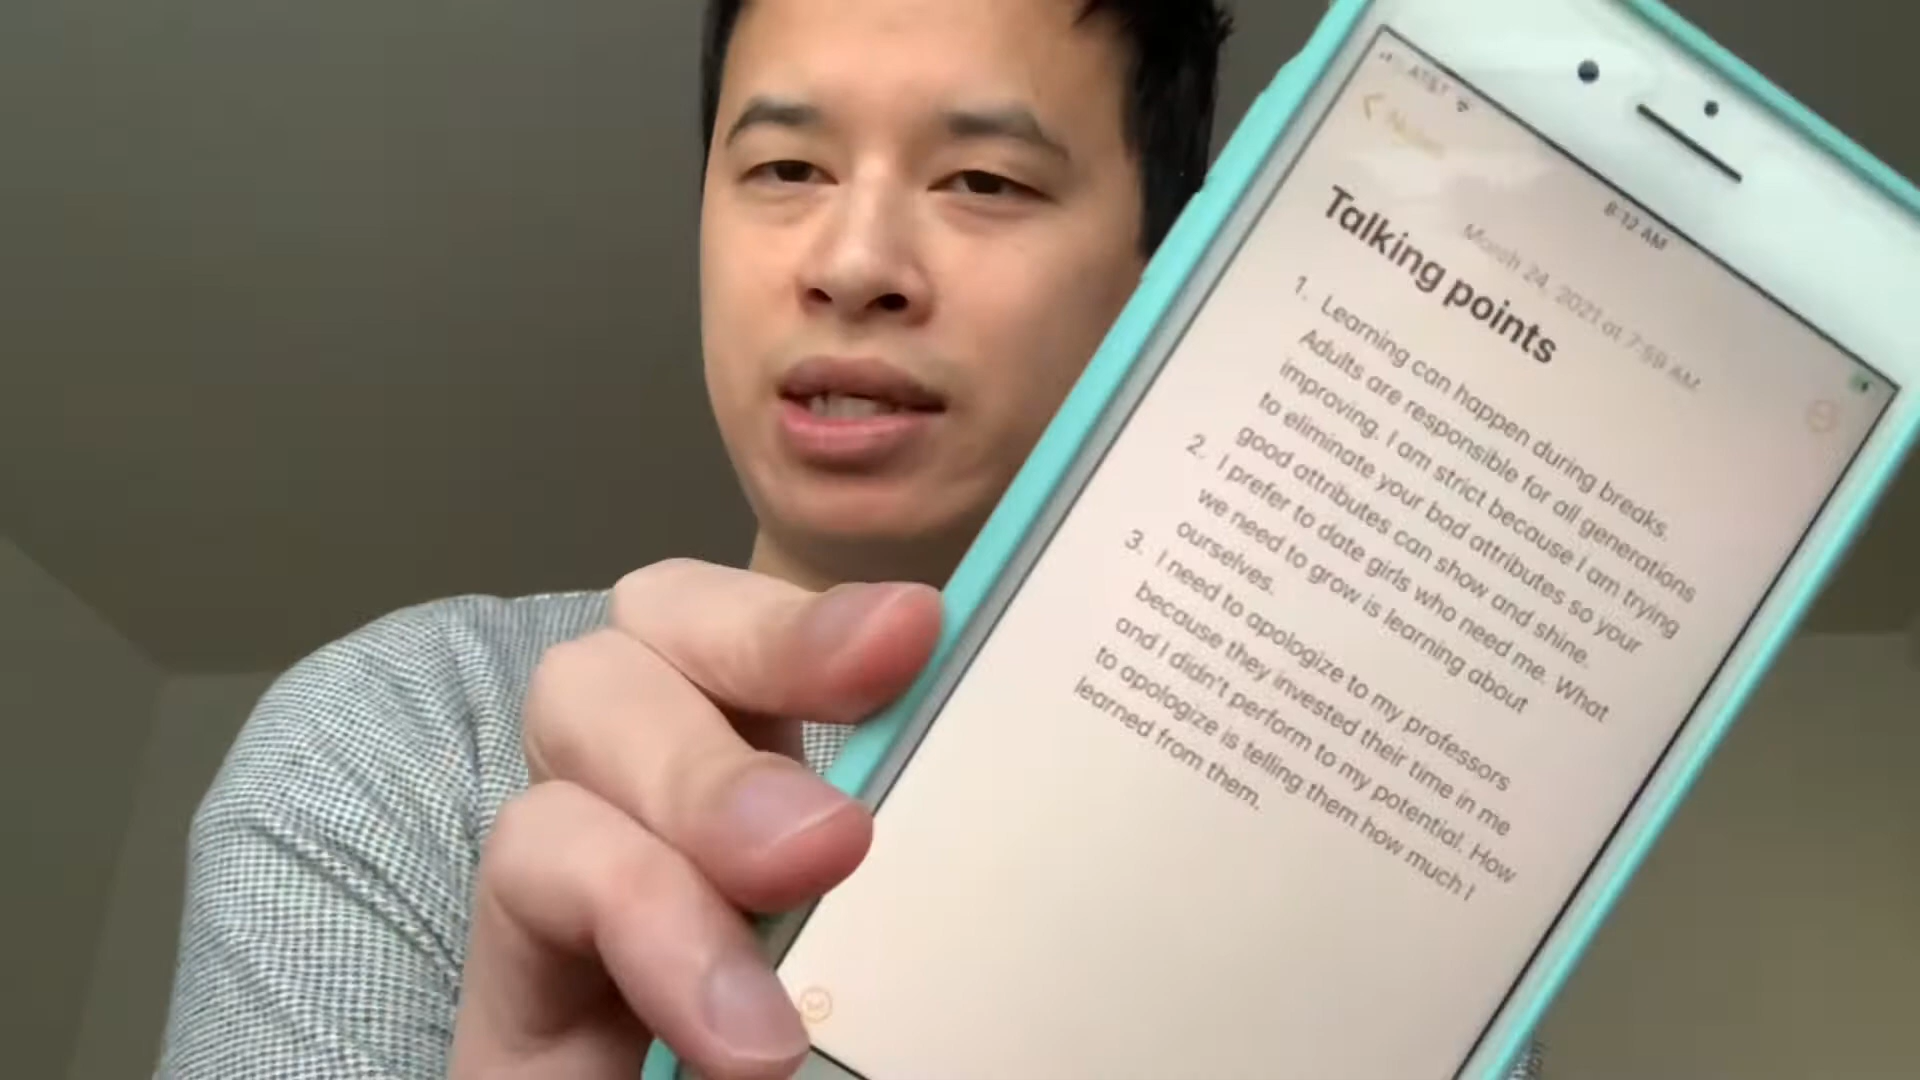 AT&T
8:12 AM
Notes
March 24, 2021 at 7:59 AM
Talking points
1. Learning can happen during breaks.
Adults are responsible for all generations
improving. I am strict because I am trying
to eliminate your bad attributes so your
good attributes can show and shine.
2. I prefer to date girls who need me. What
we need to grow is learning about
ourselves.
3. I need to apologize to my professors
because they invested their time in me
and I didn't perform to my potential. How
to apologize is telling them how much I
learned from them.